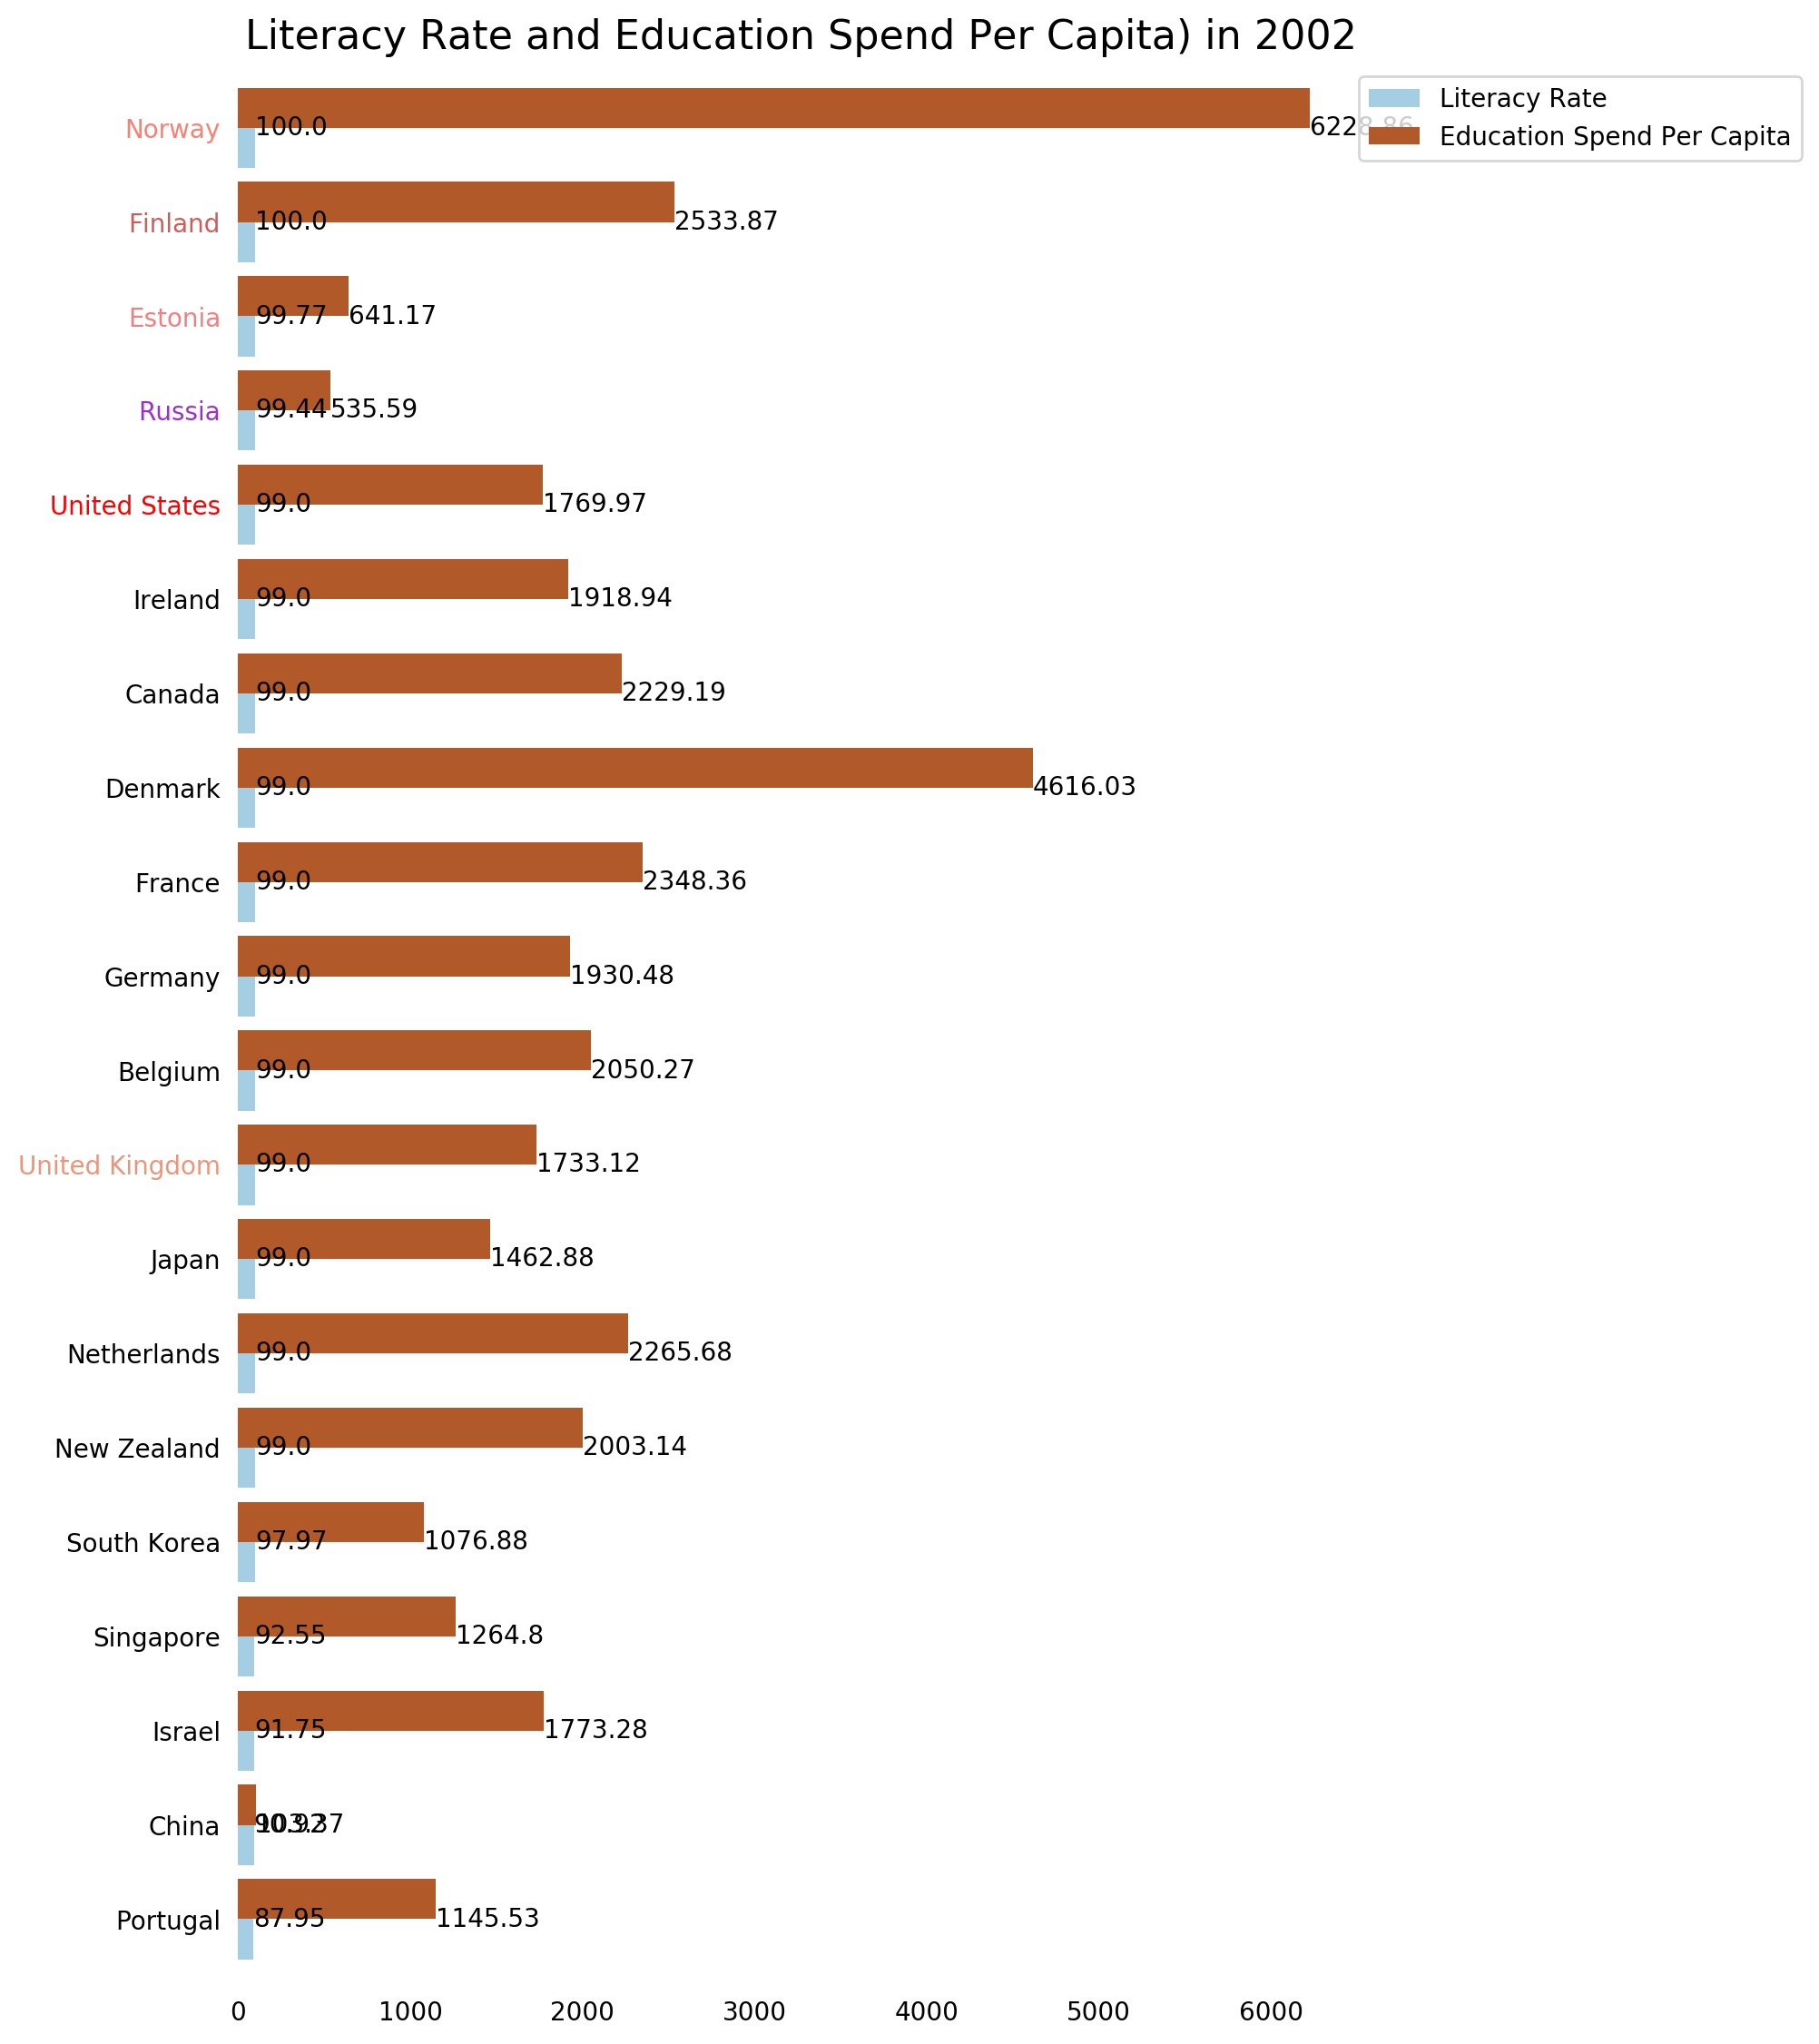 Literacy Rate and Education Spend Per Capita) in 2002
Literacy Rate
Education Spend Per Capita
Norway 100.0 6228.86
Finland 100.0 2533.87
Estonia 99.77 641.17
Russia 99.44 535.59
United States 99.0 1769.97
Ireland 99.0 1918.94
Canada 99.0 2229.19
Denmark 99.0 4616.03
France 99.0 2348.36
Germany 99.0 1930.48
Belgium 99.0 2050.27
United Kingdom 99.0 1733.12
Japan 99.0 1462.88
Netherlands 99.0 2265.68
New Zealand 99.0 2003.14
South Korea 97.97 1076.88
Singapore 92.55 1264.8
Israel 91.75 1773.28
China
Portugal 87.95 1145.53
0 1000 2000 3000 4000 5000 6000